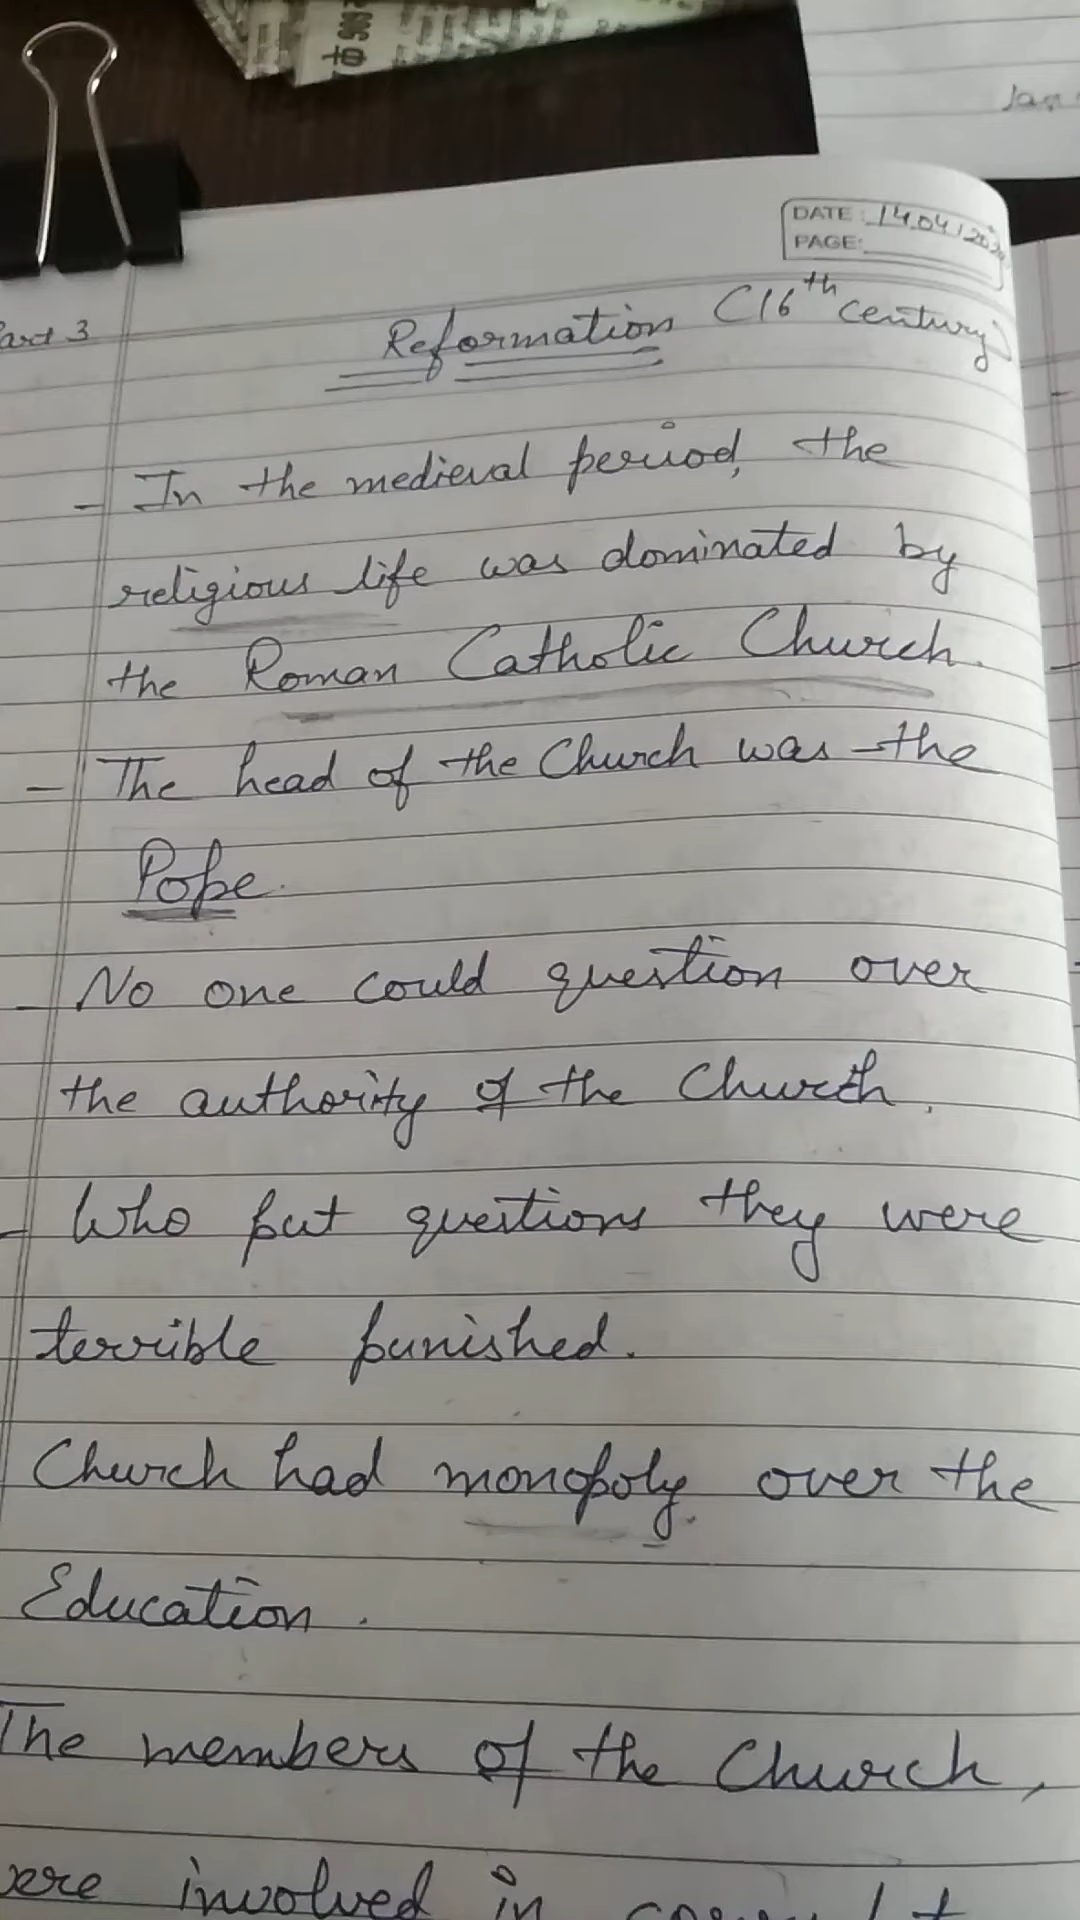 DATE: 14.04.20
PAGE:
Part 3
Reformation (16th century)
- In the medieval period, the
religious life was dominated by
the Roman Catholic Church.
- The head of the Church was the
Pope.
- No one could question over
the authority of the Church.
- Who put questions they were
terrible punished.
Church had monopoly over the
Education.
The members of the Church,
were involved in